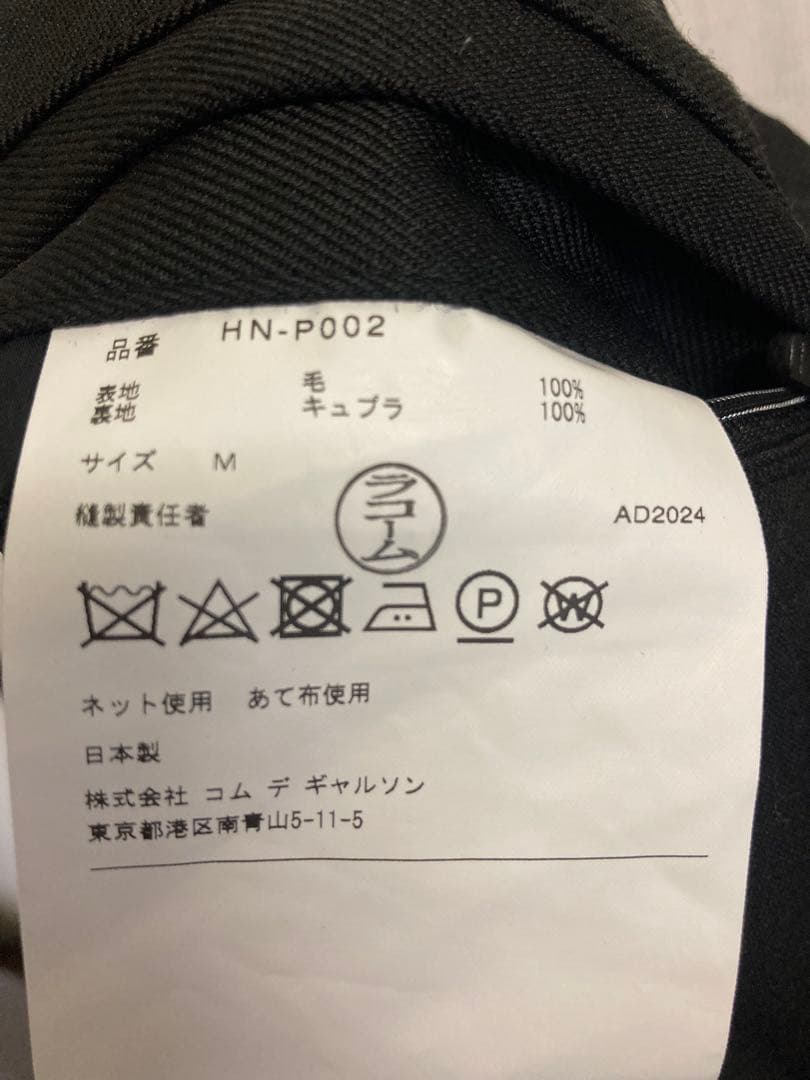 品番 HN-P002
表地 毛 100%
裏地 キュプラ 100%
サイズ M
縫製責任者 ラコーム AD2024
P W
ネット使用 あて布使用
日本製
株式会社 コム デ ギャルソン
東京都港区南青山5-11-5